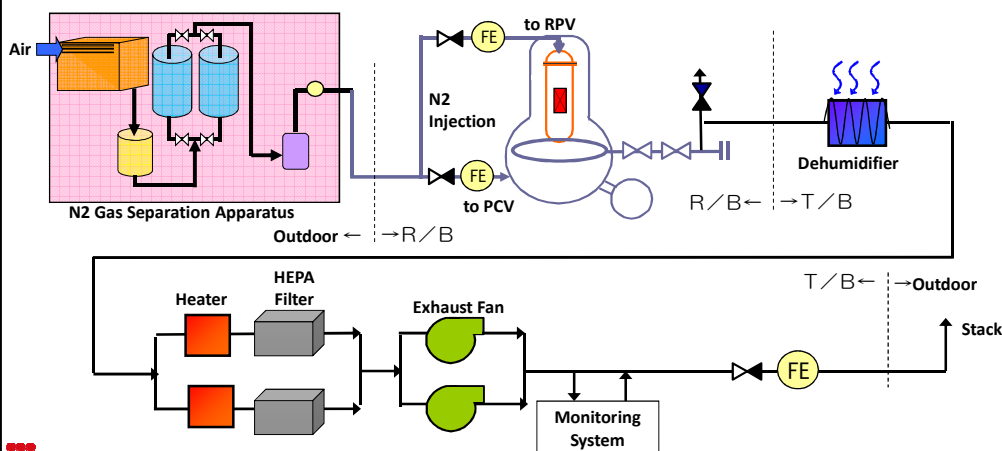 to RPV
Air
FE
N2
Injection
FE
to PCV
Dehumidifier
N2 Gas Separation Apparatus
R／B←
→T／B
Outdoor ←
→R／B
T／B←
→Outdoor
HEPA
Filter
Heater
Exhaust Fan
Stack
FE
Monitoring
System